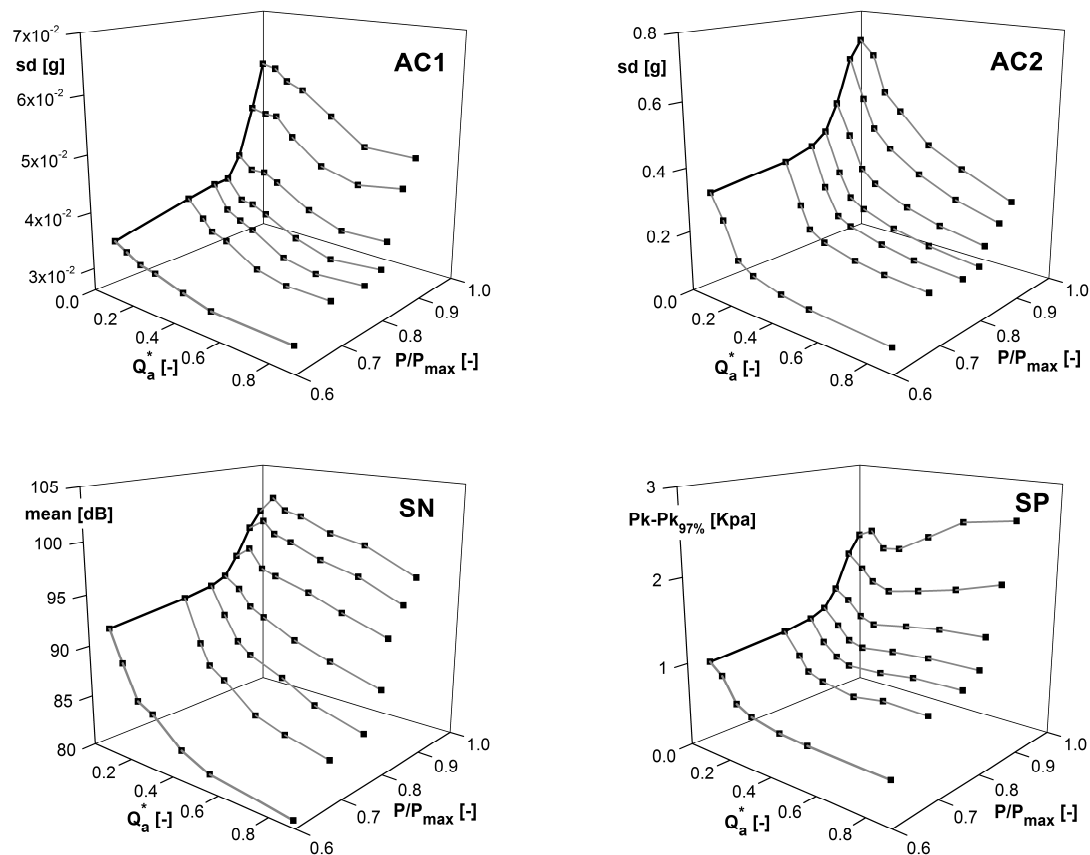 7x10⁻²
sd [g]
AC1
6x10⁻²
5x10⁻²
4x10⁻²
3x10⁻²
0.0
0.2
0.4
0.6
0.8
Qₐ* [-]
0.6
0.7
0.8
0.9
1.0
P/Pmax [-]
0.8
sd [g]
AC2
0.6
0.4
0.2
0.0
0.2
0.4
0.6
0.8
Qₐ* [-]
0.6
0.7
0.8
0.9
1.0
P/Pmax [-]
105
mean [dB]
SN
100
95
90
85
80
0.2
0.4
0.6
0.8
Qₐ* [-]
0.6
0.7
0.8
0.9
1.0
P/Pmax [-]
3
Pk-Pk97% [Kpa]
SP
2
1
0.0
0.2
0.4
0.6
0.8
Qₐ* [-]
0.6
0.7
0.8
0.9
1.0
P/Pmax [-]